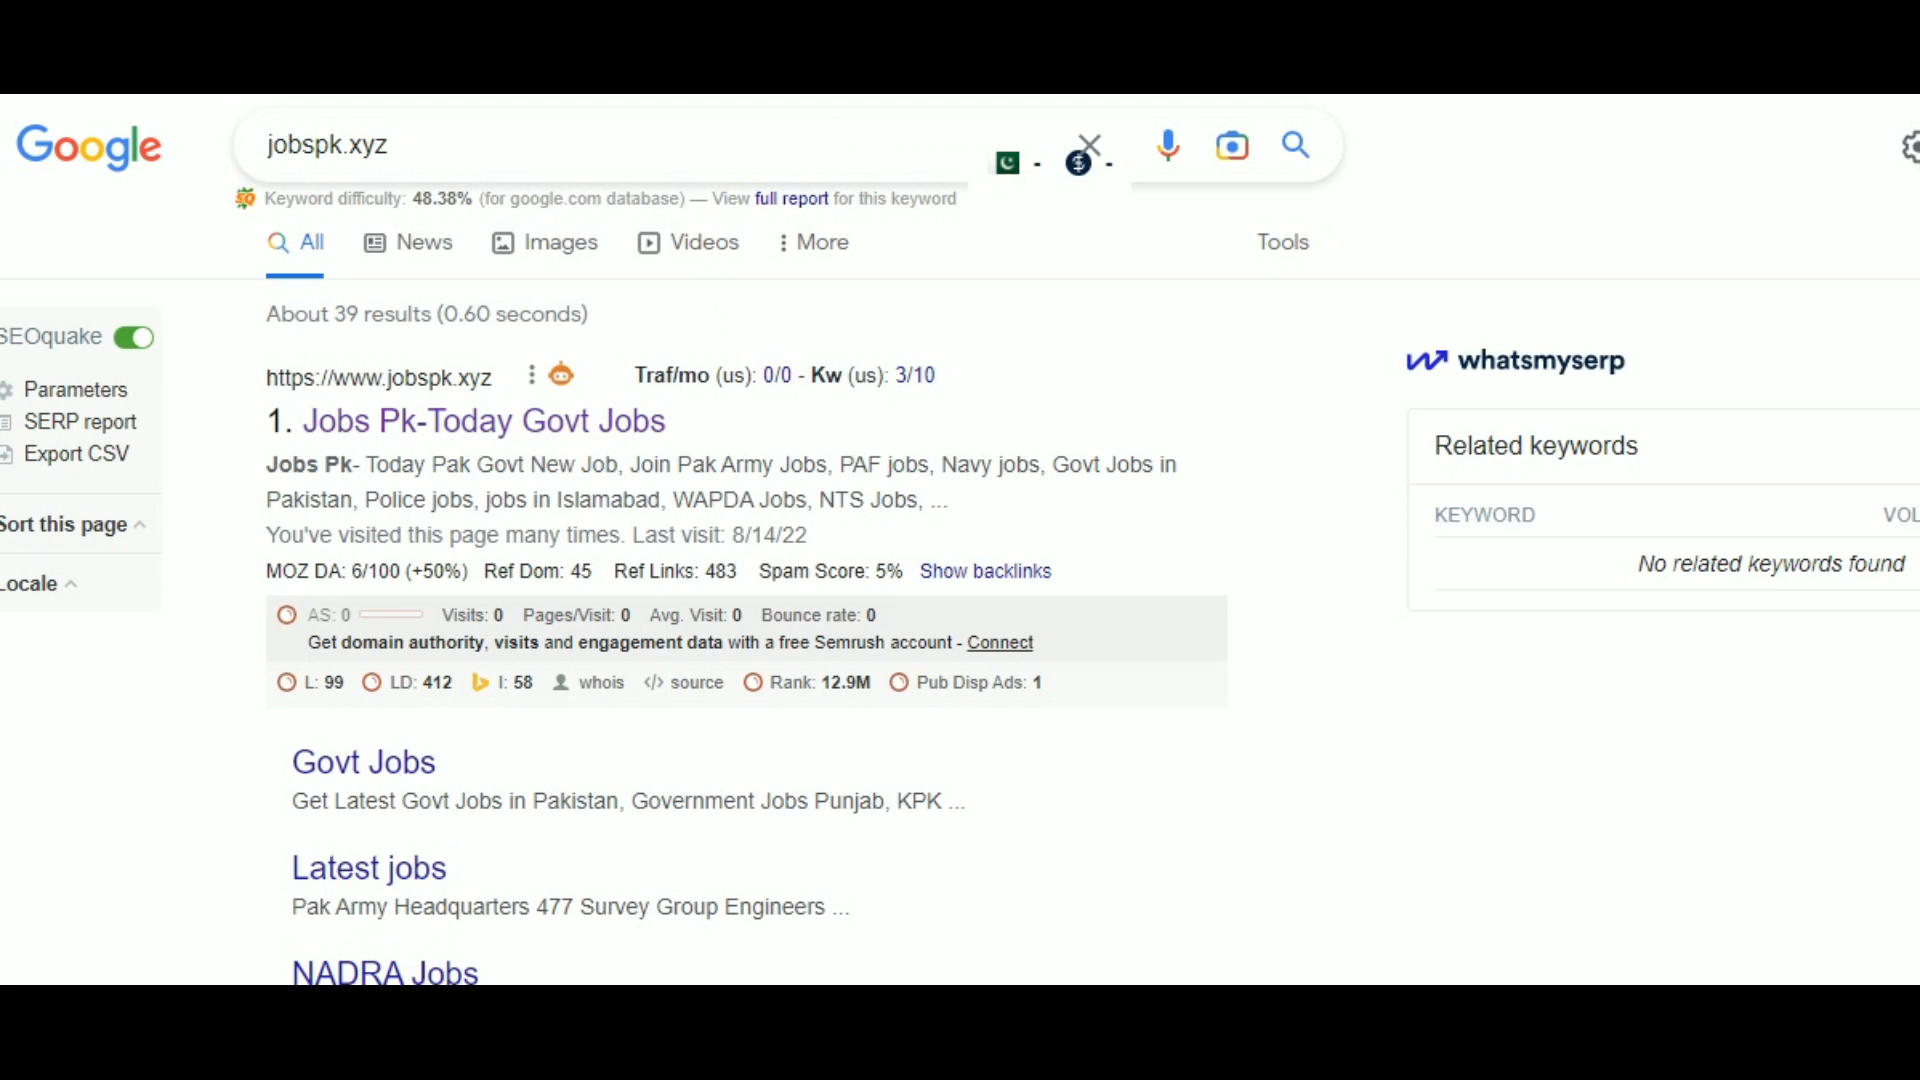 Google
jobspk.xyz
- -
Keyword difficulty: 48.38% (for google.com database) — View full report for this keyword
All News Images Videos More Tools
About 39 results (0.60 seconds)
SEOquake
Parameters
SERP report
Export CSV
Sort this page
Locale
https://www.jobspk.xyz Traf/mo (us): 0/0 - Kw (us): 3/10
1. Jobs Pk-Today Govt Jobs
Jobs Pk- Today Pak Govt New Job, Join Pak Army Jobs, PAF jobs, Navy jobs, Govt Jobs in
Pakistan, Police jobs, jobs in Islamabad, WAPDA Jobs, NTS Jobs, ...
You've visited this page many times. Last visit: 8/14/22
MOZ DA: 6/100 (+50%) Ref Dom: 45 Ref Links: 483 Spam Score: 5% Show backlinks
AS: 0 Visits: 0 Pages/Visit: 0 Avg. Visit: 0 Bounce rate: 0
Get domain authority, visits and engagement data with a free Semrush account - Connect
L: 99 LD: 412 I: 58 whois </> source Rank: 12.9M Pub Disp Ads: 1
Govt Jobs
Get Latest Govt Jobs in Pakistan, Government Jobs Punjab, KPK ...
Latest jobs
Pak Army Headquarters 477 Survey Group Engineers ...
NADRA Jobs
whatsmyserp
Related keywords
KEYWORD VOL
No related keywords found